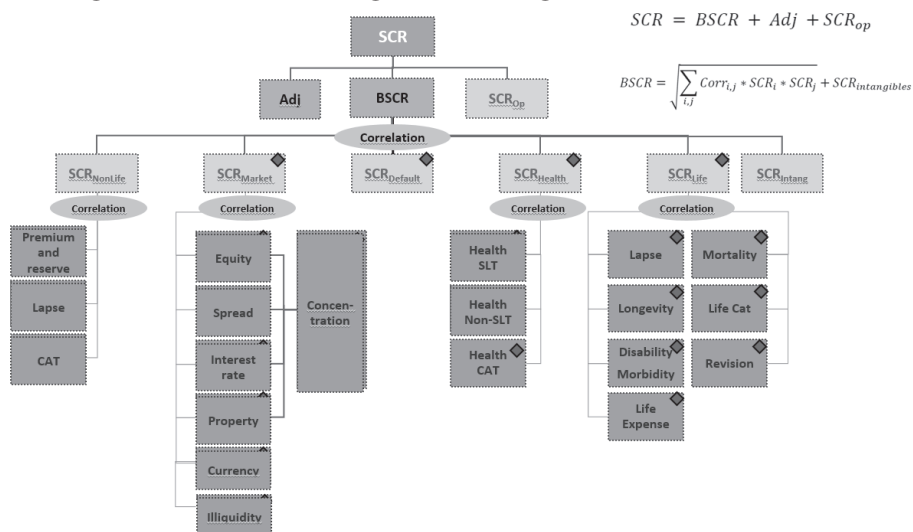 SCR = BSCR + Adj + SCR_op
SCR
BSCR = √∑_{i,j} Corr_{i,j} * SCR_i * SCR_j + SCR_intangibles
Adj
BSCR
SCR_Op
Correlation
SCR_NonLife
SCR_Market
SCR_Default
SCR_Health
SCR_Life
SCR_Intang
Correlation
Correlation
Correlation
Correlation
Premium
and
reserve
Lapse
CAT
Equity
Spread
Interest
rate
Property
Currency
Illiquidity
Concen-
tration
Health
SLT
Health
Non-SLT
Health
CAT
Lapse
Mortality
Longevity
Life Cat
Disability
Morbidity
Revision
Life
Expense